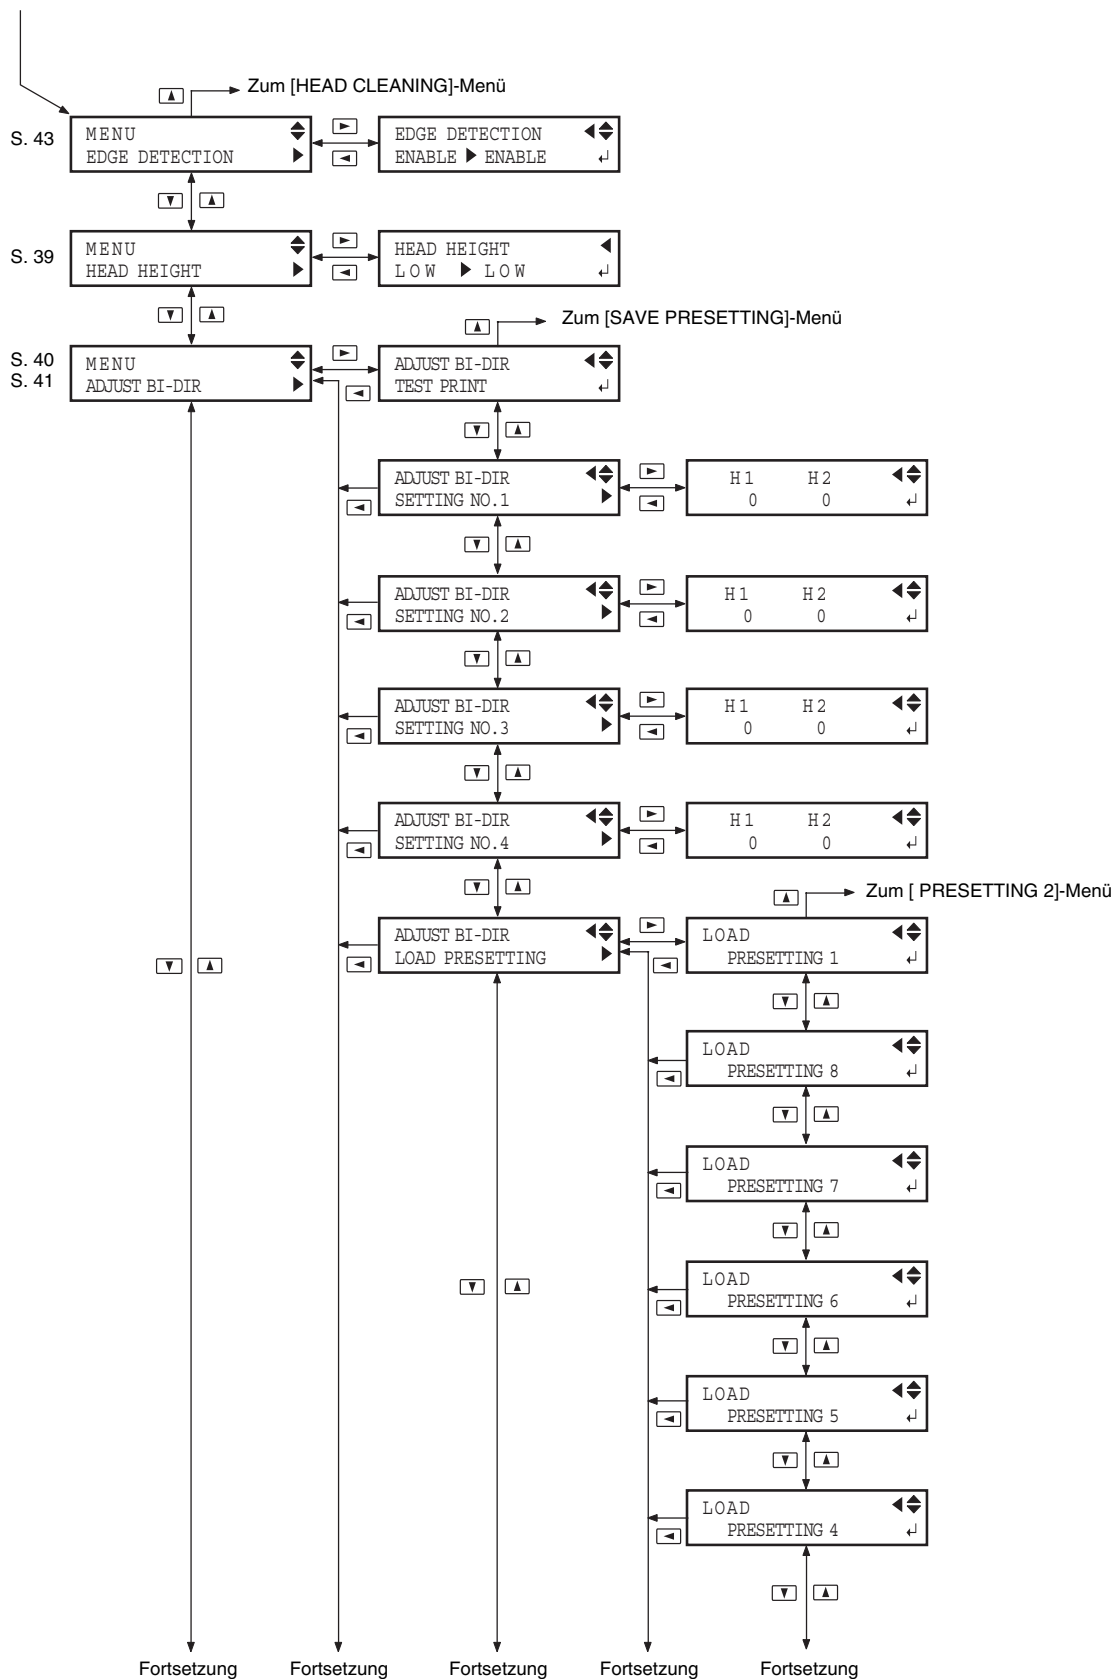 Zum [HEAD CLEANING]-Menü
S. 43
MENU
EDGE DETECTION
EDGE DETECTION
ENABLE ▶ ENABLE
S. 39
MENU
HEAD HEIGHT
HEAD HEIGHT
LOW ▶ LOW
Zum [SAVE PRESETTING]-Menü
S. 40
S. 41
MENU
ADJUST BI-DIR
ADJUST BI-DIR
TEST PRINT
ADJUST BI-DIR
SETTING NO.1
H1 H2
0 0
ADJUST BI-DIR
SETTING NO.2
H1 H2
0 0
ADJUST BI-DIR
SETTING NO.3
H1 H2
0 0
ADJUST BI-DIR
SETTING NO.4
H1 H2
0 0
Zum [ PRESETTING 2]-Menü
ADJUST BI-DIR
LOAD PRESETTING
LOAD
PRESETTING 1
LOAD
PRESETTING 8
LOAD
PRESETTING 7
LOAD
PRESETTING 6
LOAD
PRESETTING 5
LOAD
PRESETTING 4
Fortsetzung Fortsetzung Fortsetzung Fortsetzung Fortsetzung